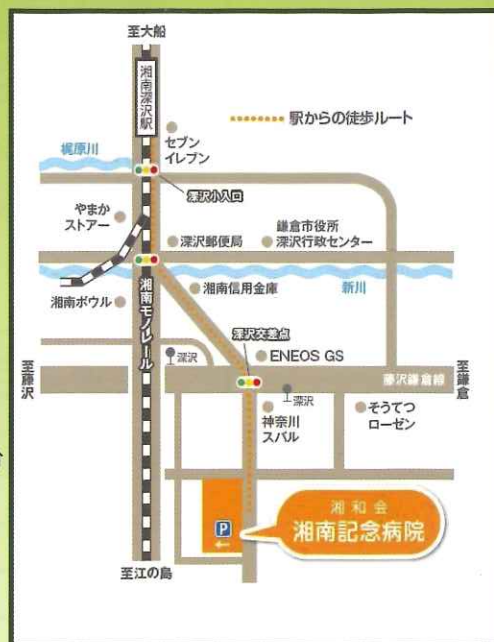 至大船
湘南深沢駅
駅からの徒歩ルート
セブン
イレブン
梶原川
深沢小入口
やまか
ストアー
鎌倉市役所
深沢行政センター
深沢郵便局
湘南信用金庫
新川
湘南ボウル
湘南モノレール
深沢交差点
深沢
ENEOS GS
至藤沢
至鎌倉
藤沢鎌倉線
深沢
神奈川
スバル
そうてつ
ローゼン
湘和会
湘南記念病院
P
至江の島